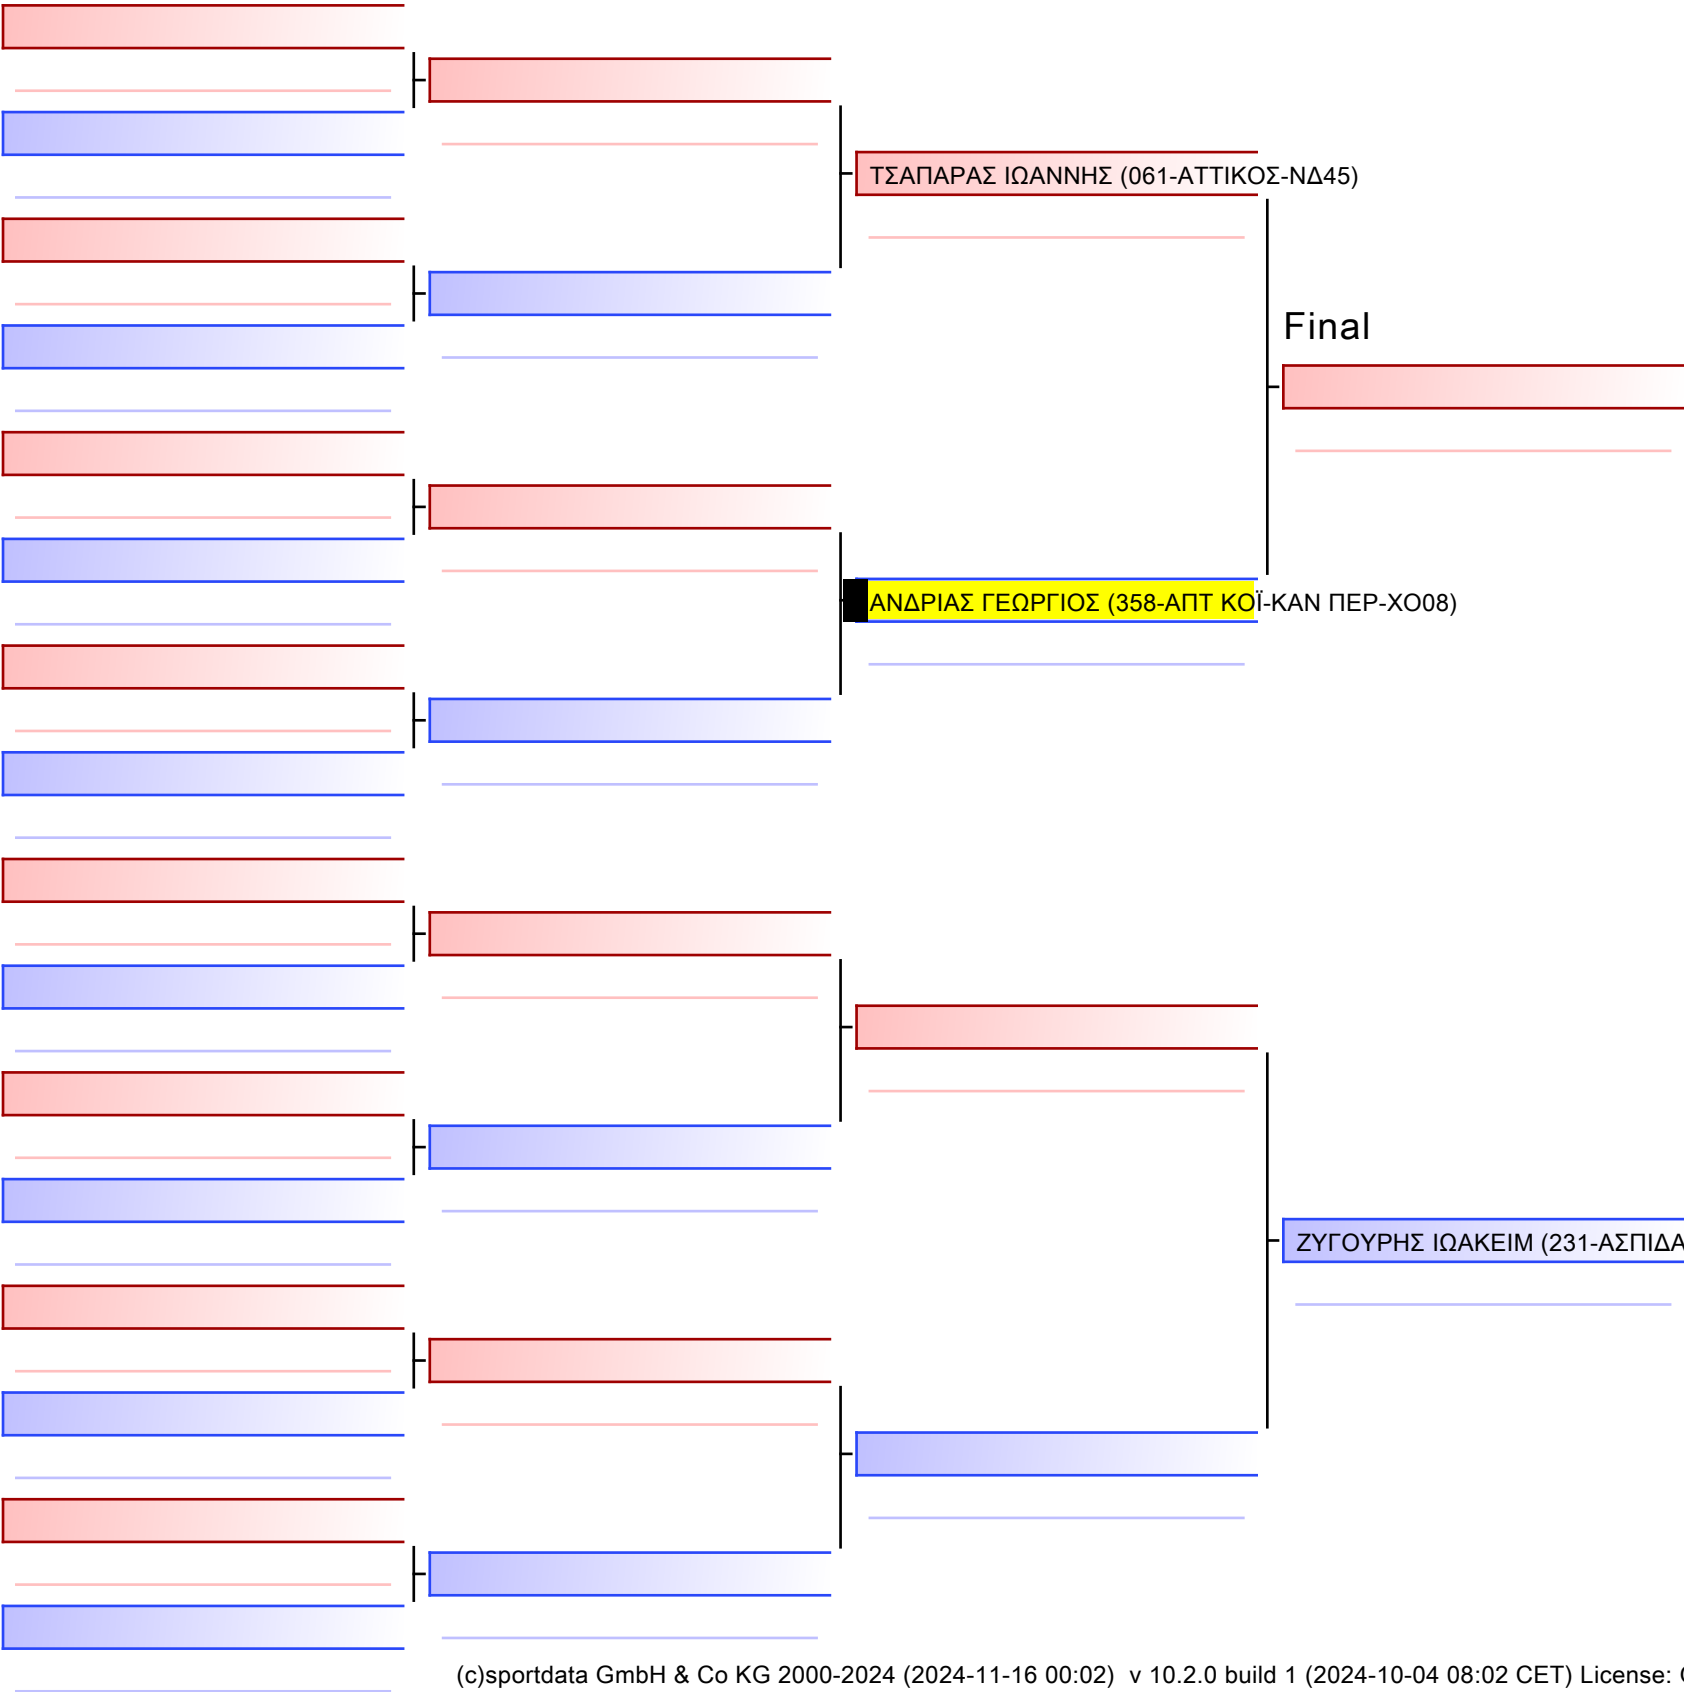 ΤΣΑΠΑΡΑΣ ΙΩΑΝΝΗΣ (061-ΑΤΤΙΚΟΣ-ΝΔ45)
Final
ΑΝΔΡΙΑΣ ΓΕΩΡΓΙΟΣ (358-ΑΠΤ ΚΟΪ-ΚΑΝ ΠΕΡ-ΧΟ08)
ΖΥΓΟΥΡΗΣ ΙΩΑΚΕΙΜ (231-ΑΣΠΙΔΑ
(c)sportdata GmbH & Co KG 2000-2024 (2024-11-16 00:02) v 10.2.0 build 1 (2024-10-04 08:02 CET) License: